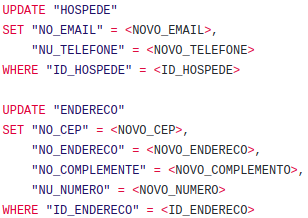 UPDATE "HOSPEDE"
SET "NO_EMAIL" = <NOVO_EMAIL>,
"NU_TELEFONE" = <NOVO_TELEFONE>
WHERE "ID_HOSPEDE" = <ID_HOSPEDE>
UPDATE "ENDERECO"
SET "NO_CEP" = <NOVO_CEP>,
"NO_ENDERECO" = <NOVO_ENDERECO>,
"NO_COMPLEMENTE" = <NOVO_COMPLEMENTO>,
"NU_NUMERO" = <NOVO_NUMERO>
WHERE "ID_ENDERECO" = <ID_ENDERECO>